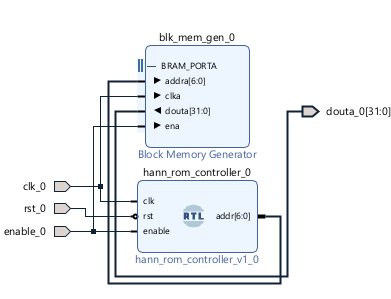 blk_mem_gen_0
BRAM_PORTA
addra[6:0]
clka
douta[31:0]
ena
Block Memory Generator
douta_0[31:0]
hann_rom_controller_0
clk_0
rst_0
enable_0
clk
rst
enable
RTL
addr[6:0]
hann_rom_controller_v1_0